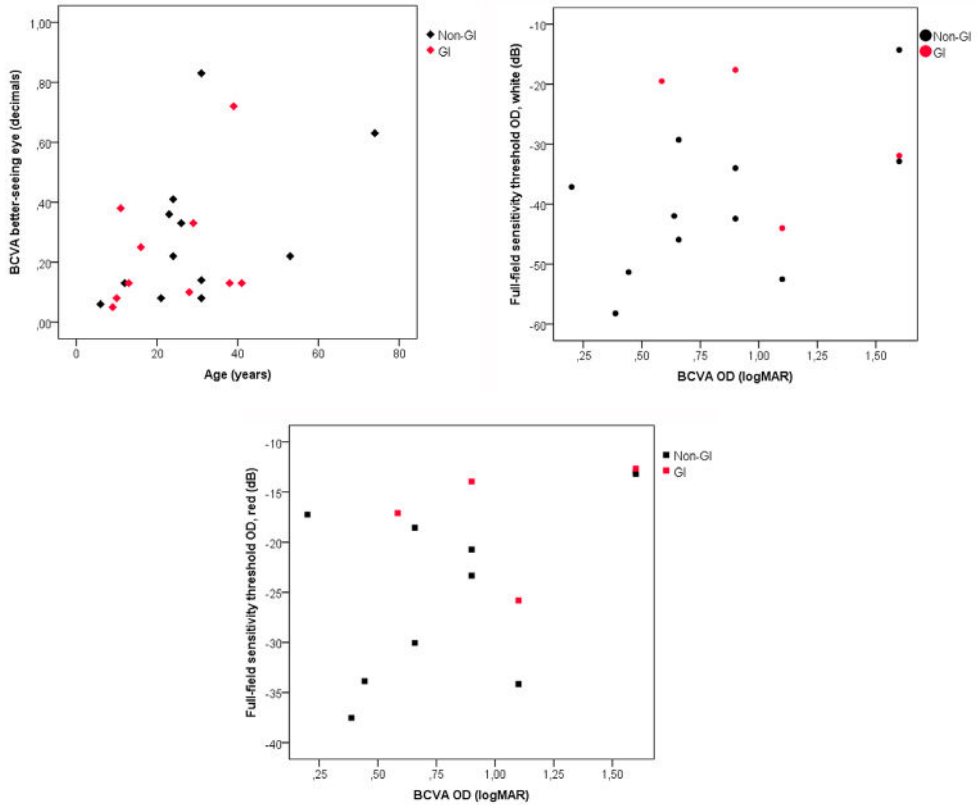 BCVA better-seeing eye (decimals)
1,00
,80
,60
,40
,20
,00
0 20 40 60 80
Age (years)
Non-GI
GI
Full-field sensitivity threshold OD, white (dB)
-10
-20
-30
-40
-50
-60
,25 ,50 ,75 1,00 1,25 1,50
BCVA OD (logMAR)
Non-GI
GI
Full-field sensitivity threshold OD, red (dB)
-10
-15
-20
-25
-30
-35
-40
,25 ,50 ,75 1,00 1,25 1,50
BCVA OD (logMAR)
Non-GI
GI